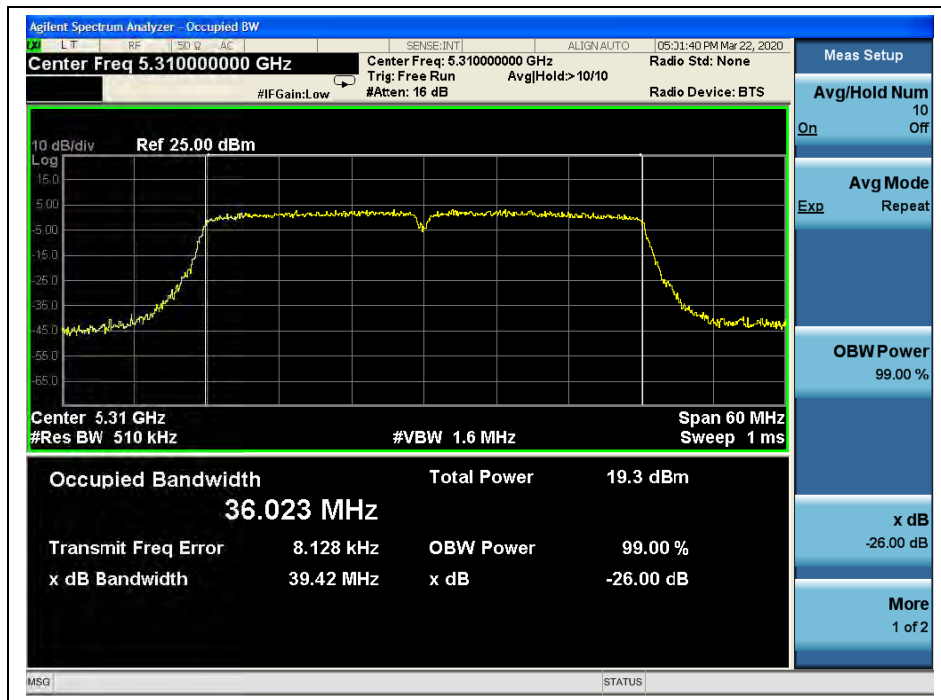 Agilent Spectrum Analyzer - Occupied BW
LXI LT RF 50 Ω AC SENSE:INT ALIGN AUTO 05:31:40 PM Mar 22, 2020
Center Freq 5.310000000 GHz
Center Freq: 5.310000000 GHz
Radio Std: None
Trig: Free Run Avg|Hold:>10/10
#IFGain:Low
#Atten: 16 dB
Radio Device: BTS
10 dB/div Ref 25.00 dBm
Log
15.0
5.00
-5.00
-15.0
-25.0
-35.0
-45.0
-55.0
-65.0
Center 5.31 GHz Span 60 MHz
#Res BW 510 kHz #VBW 1.6 MHz Sweep 1 ms
Occupied Bandwidth Total Power 19.3 dBm
36.023 MHz
Transmit Freq Error 8.128 kHz OBW Power 99.00 %
x dB Bandwidth 39.42 MHz x dB -26.00 dB
MSG STATUS
Meas Setup
Avg/Hold Num
10
On Off
Avg Mode
Exp Repeat
OBW Power
99.00 %
x dB
-26.00 dB
More
1 of 2